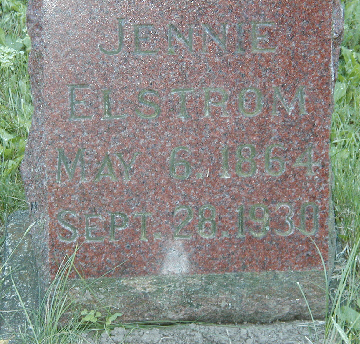 JENNIE
ELSTROM
MAY 6, 1864
SEPT. 28, 1930